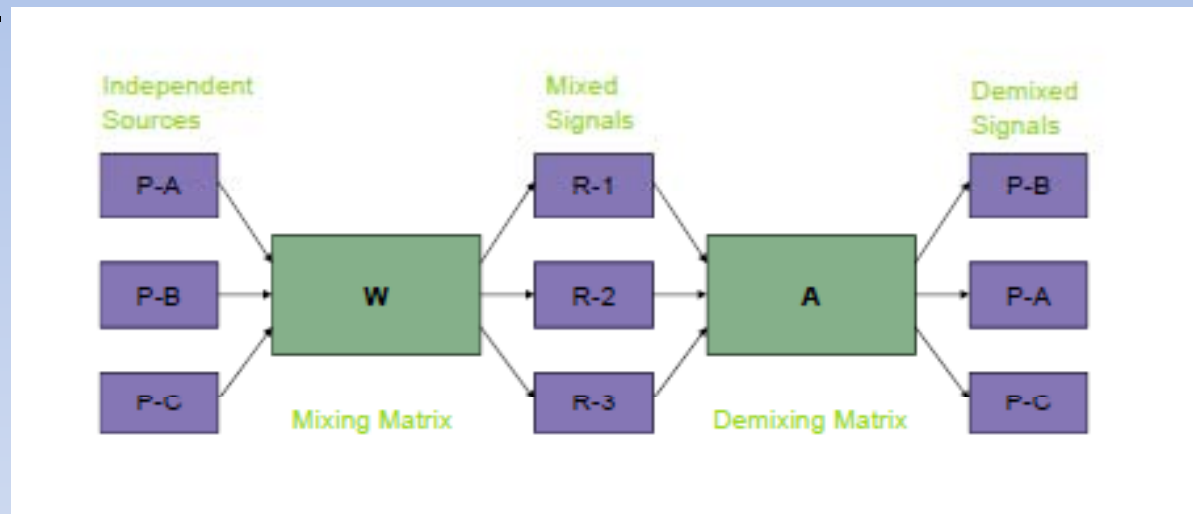 Independent
Sources
Mixed
Signals
Demixed
Signals
P-A
R-1
P-B
P-B
W
R-2
A
P-A
P-C
R-3
P-C
Mixing Matrix
Demixing Matrix